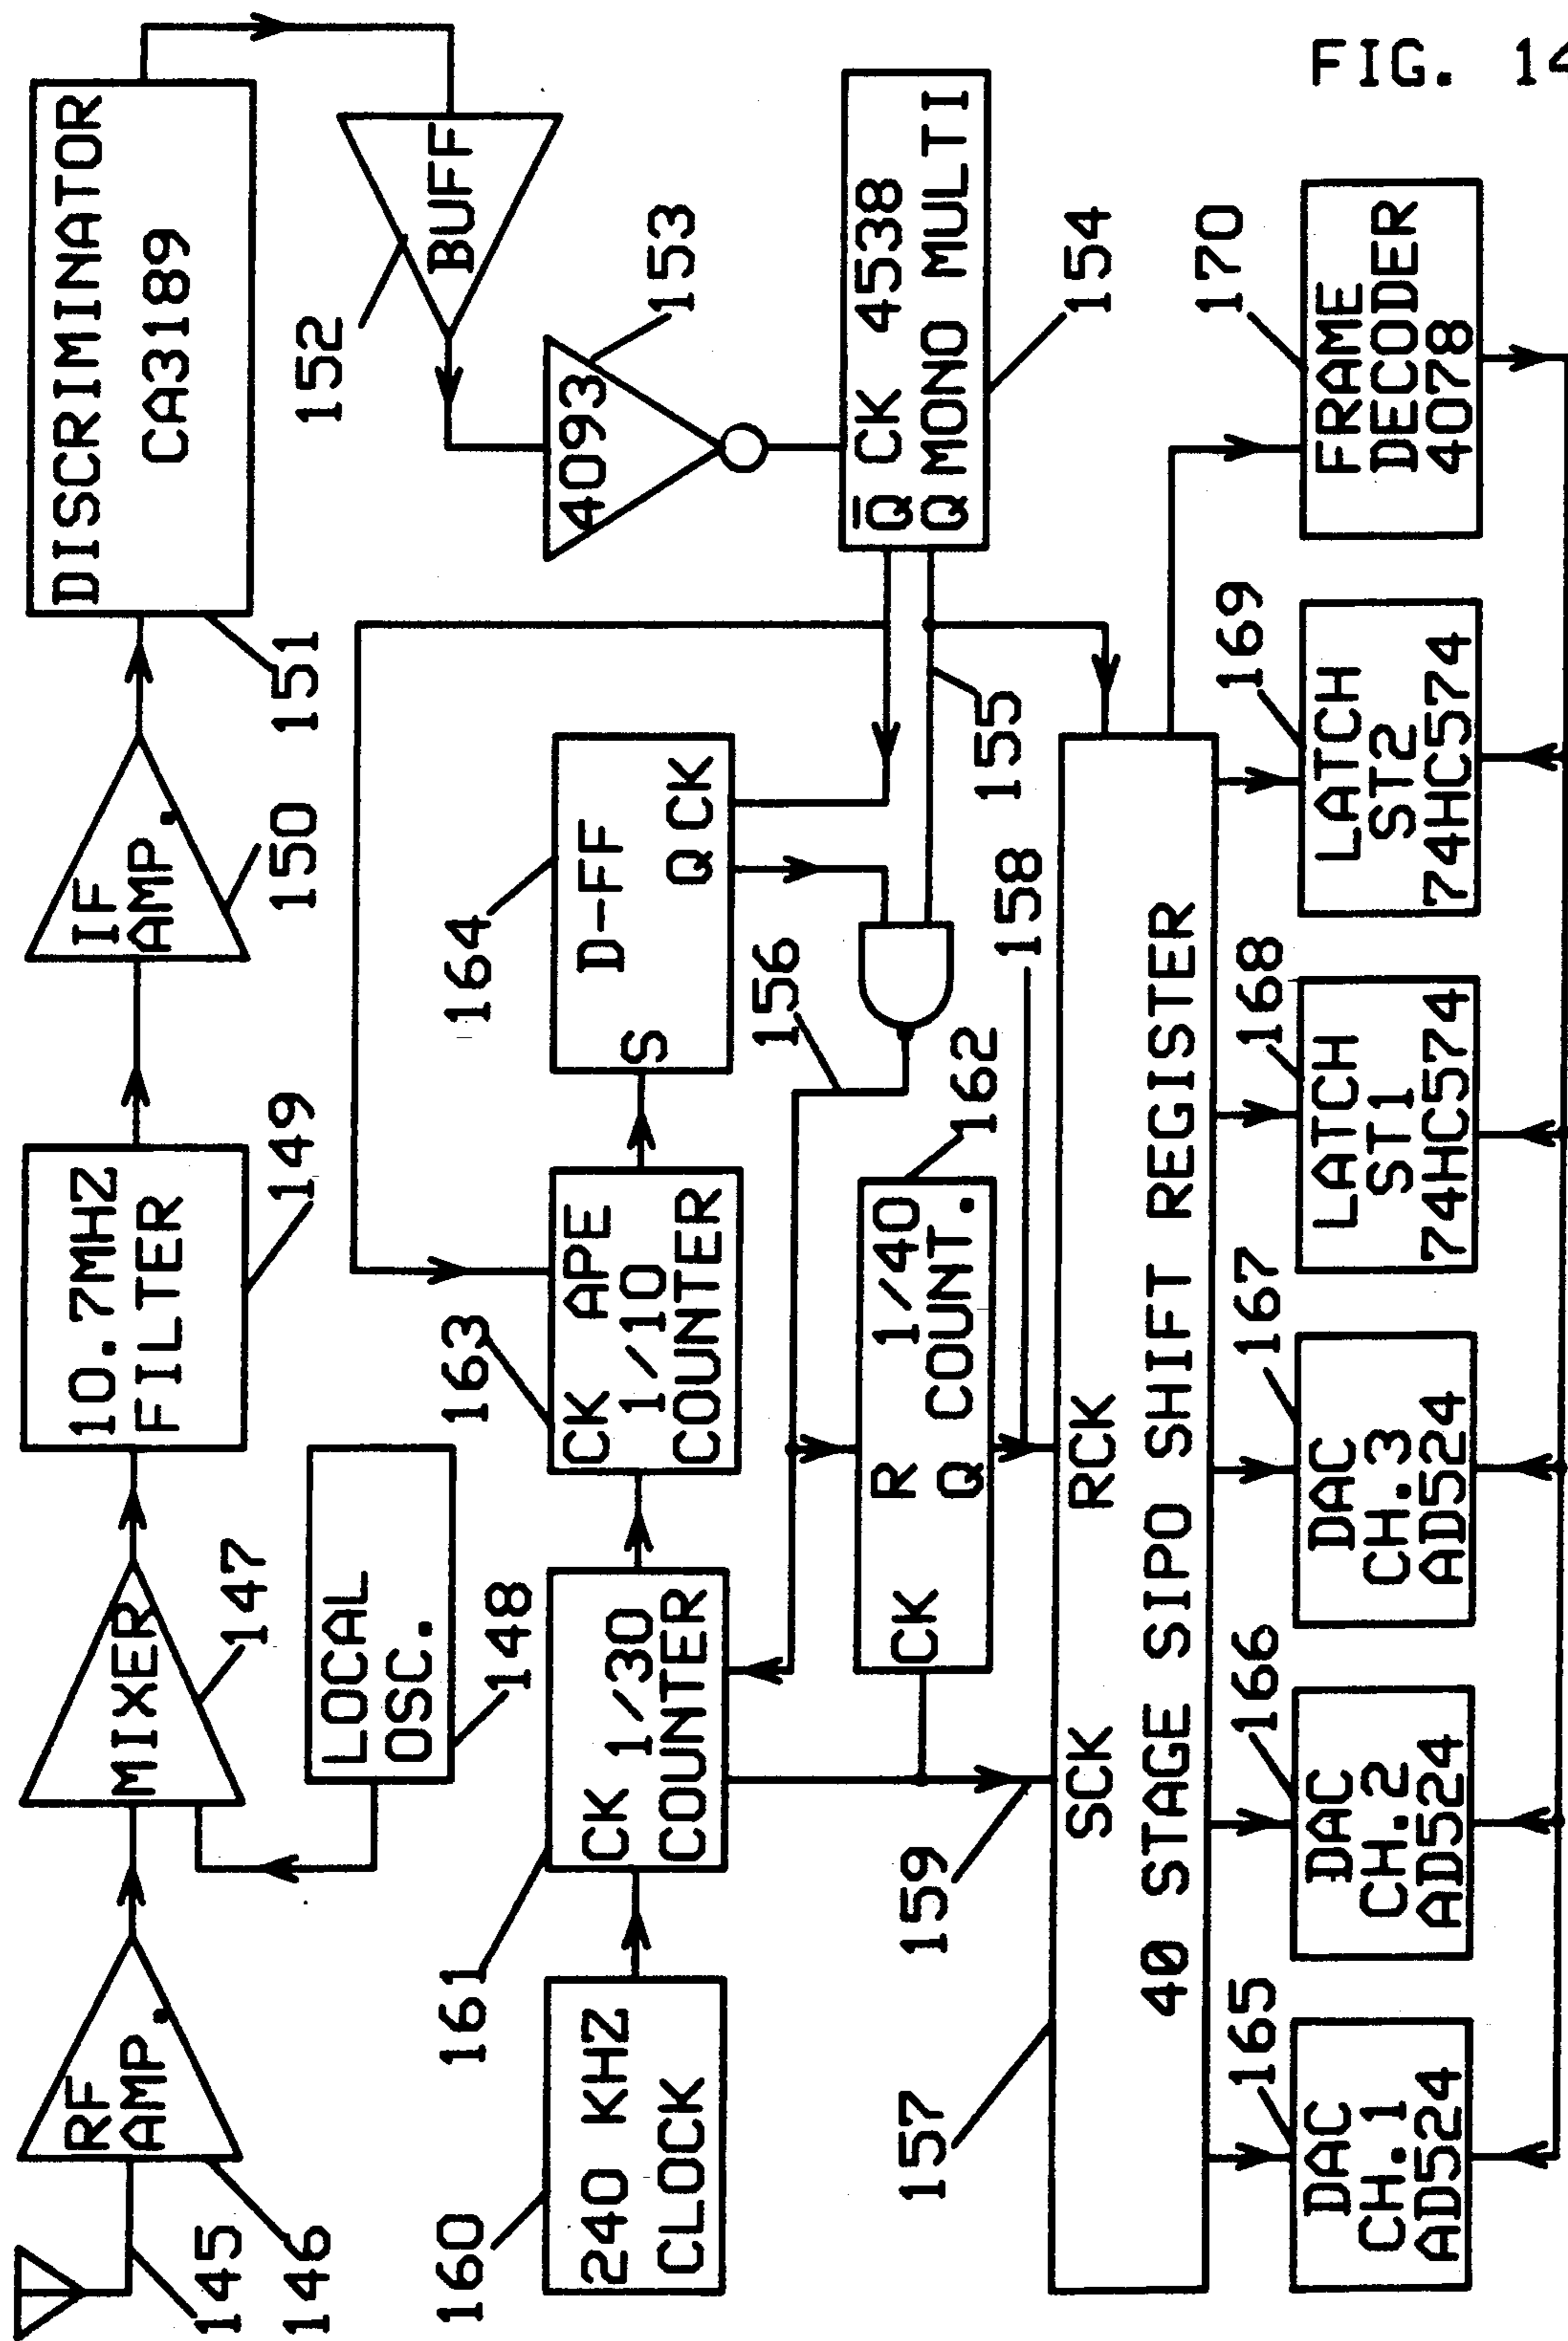 FIG. 14
145
RF
AMP.
146
MIXER
147
LOCAL
OSC.
148
10.7MHZ
FILTER
149
IF
AMP.
150
DISCRIMINATOR
CA3189
151
BUFF
152
4093
153
Q̅ CK 4538
Q MONO MULTI
154
155
156
240 KHZ
CLOCK
160
CK 1/30
COUNTER
161
CK APE
1/10
COUNTER
163
D-FF
S
Q CK
164
R 1/40
CK Q COUNT.
162
158
159
SCK RCK
40 STAGE SIPO SHIFT REGISTER
157
DAC
CH.1
AD524
165
DAC
CH.2
AD524
166
DAC
CH.3
AD524
167
LATCH
ST1
74HC574
168
LATCH
ST2
74HC574
169
FRAME
DECODER
4078
170